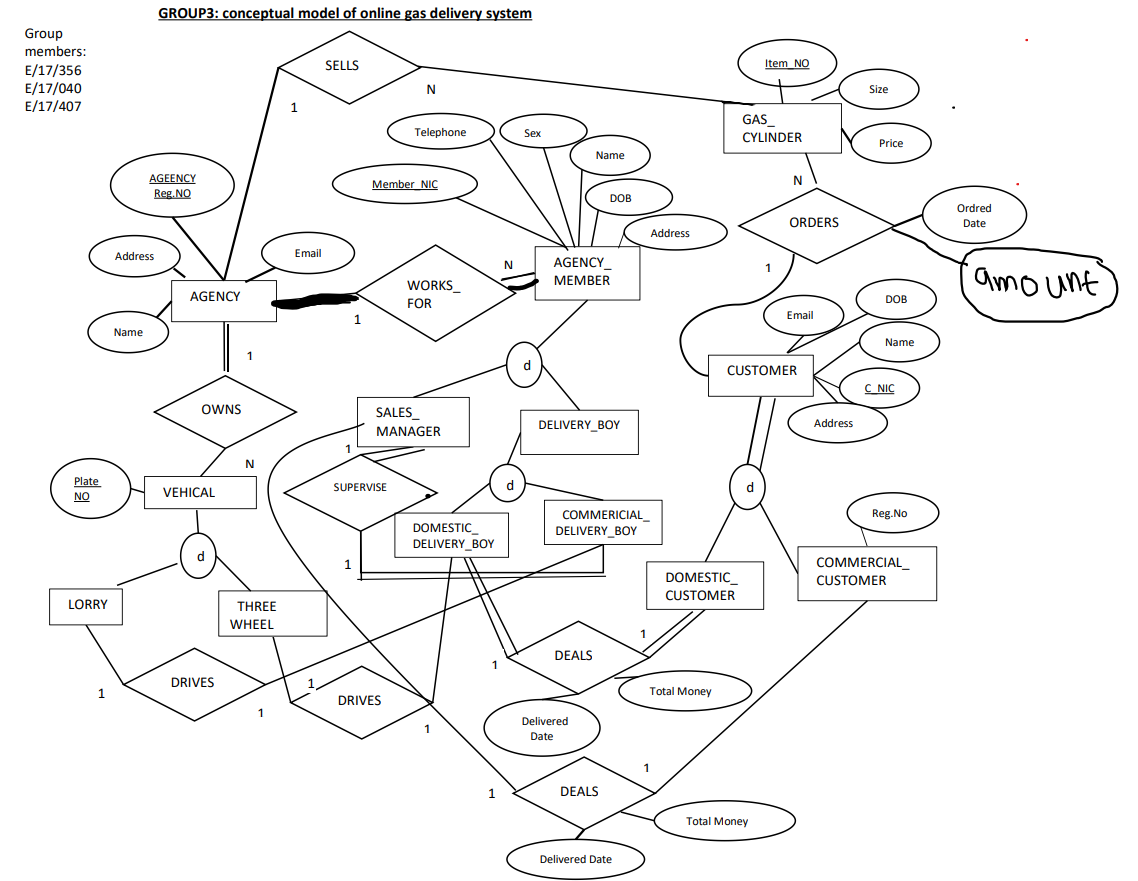 GROUP3: conceptual model of online gas delivery system
Group
members:
E/17/356
E/17/040
E/17/407
SELLS
1
N
Item_NO
Size
Price
GAS_
CYLINDER
N
Telephone
Sex
Name
DOB
Address
Member_NIC
AGEENCY
Reg.NO
Address
Email
Name
AGENCY
1
WORKS_
FOR
N
AGENCY_
MEMBER
ORDERS
Ordred
Date
amount
1
Email
DOB
Name
C_NIC
Address
CUSTOMER
1
OWNS
N
d
SALES_
MANAGER
DELIVERY_BOY
1
SUPERVISE
1
d
d
Plate
NO
VEHICAL
d
DOMESTIC_
DELIVERY_BOY
COMMERICIAL_
DELIVERY_BOY
Reg.No
COMMERCIAL_
CUSTOMER
DOMESTIC_
CUSTOMER
LORRY
THREE
WHEEL
1
DRIVES
1
1
DRIVES
1
1
DEALS
1
Total Money
Delivered
Date
1
DEALS
1
Total Money
Delivered Date